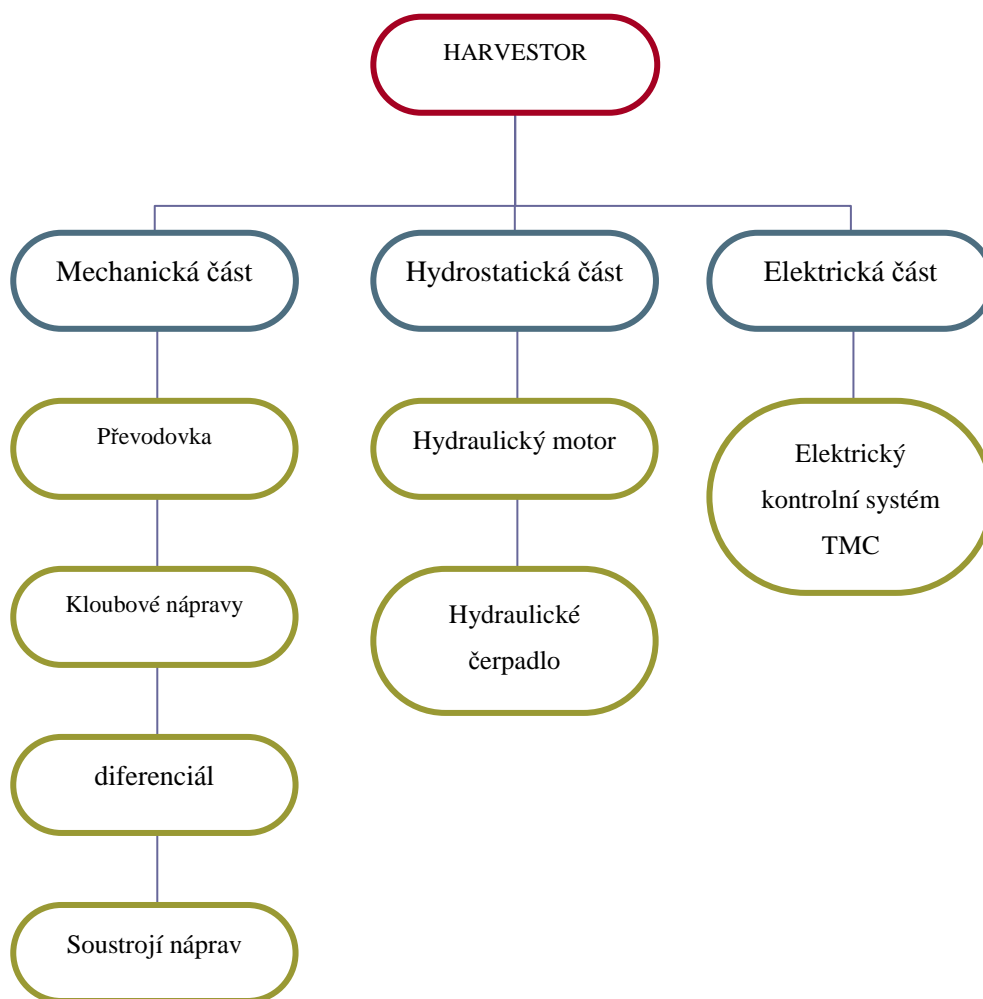 HARVESTOR
Mechanická část
Hydrostatická část
Elektrická část
Převodovka
Hydraulický motor
Elektrický
kontrolní systém
TMC
Kloubové nápravy
Hydraulické
čerpadlo
diferenciál
Soustrojí náprav